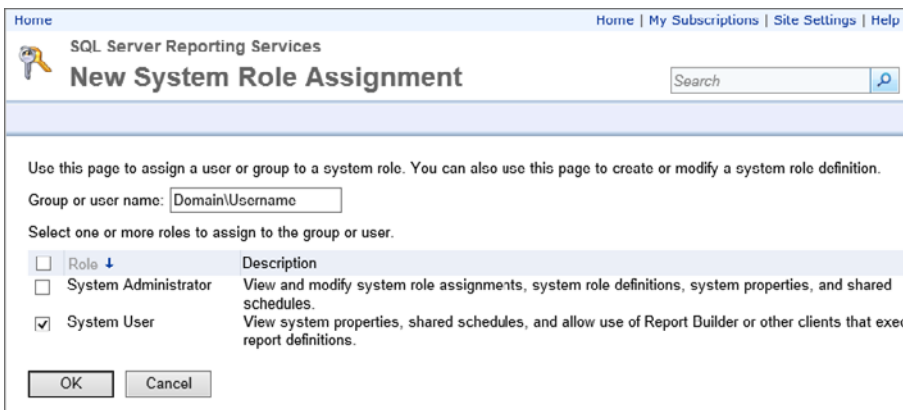 Home
Home | My Subscriptions | Site Settings | Help
SQL Server Reporting Services
New System Role Assignment
Search
Use this page to assign a user or group to a system role. You can also use this page to create or modify a system role definition.
Group or user name: Domain\Username
Select one or more roles to assign to the group or user.
Role ↓ Description
System Administrator View and modify system role assignments, system role definitions, system properties, and shared
schedules.
System User View system properties, shared schedules, and allow use of Report Builder or other clients that
report definitions.
OK Cancel